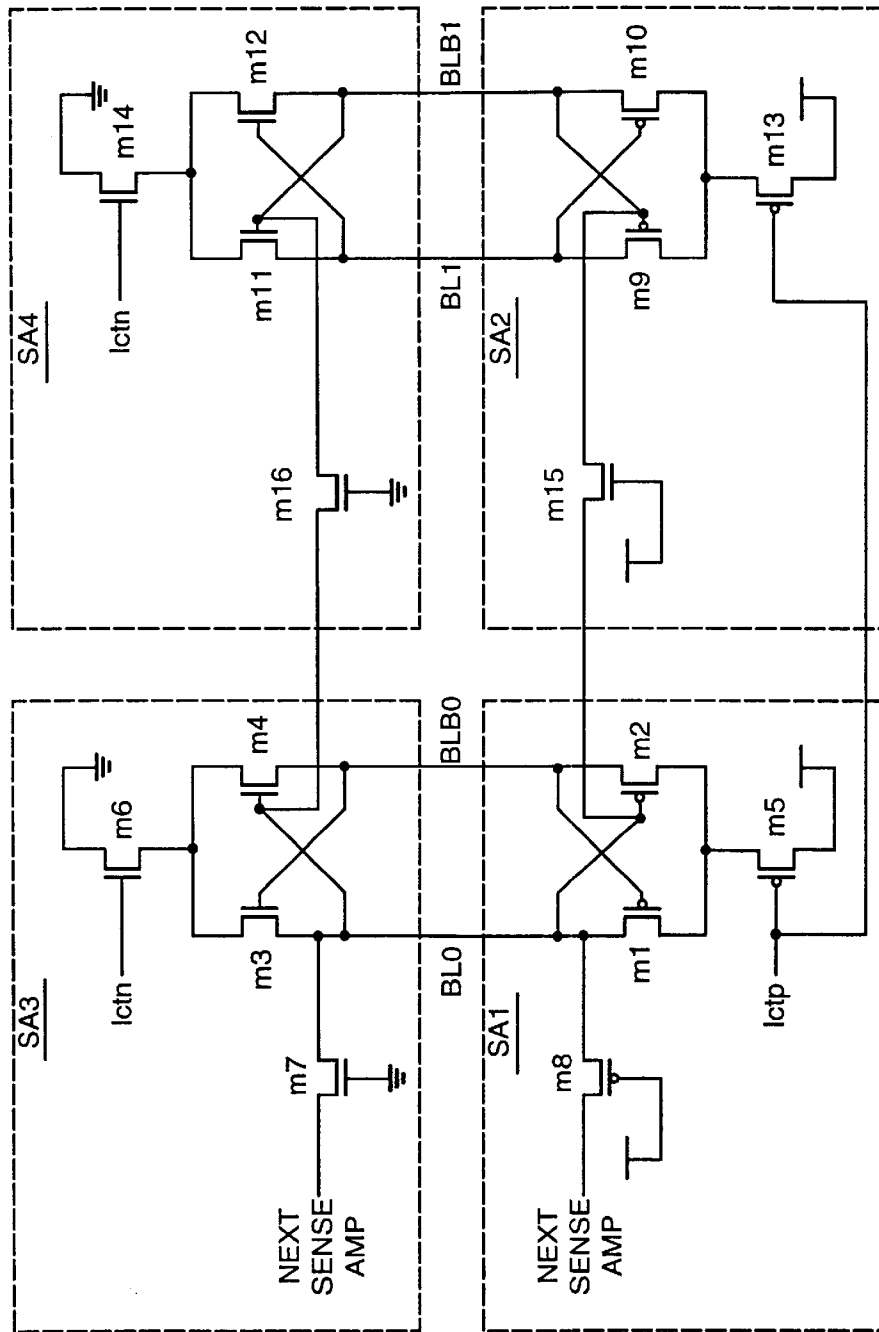 SA4
m14
m12
lctn
m11
BLB1
BL1
m16
SA2
m10
m9
m15
m13
SA3
m6
m4
lctn
m3
BLB0
BL0
m7
NEXT
SENSE
AMP
SA1
m2
m1
m8
m5
lctp
NEXT
SENSE
AMP